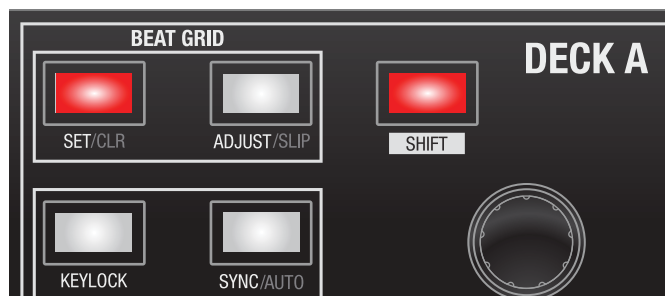 BEAT GRID
DECK A
SET/CLR
ADJUST/SLIP
SHIFT
KEYLOCK
SYNC/AUTO